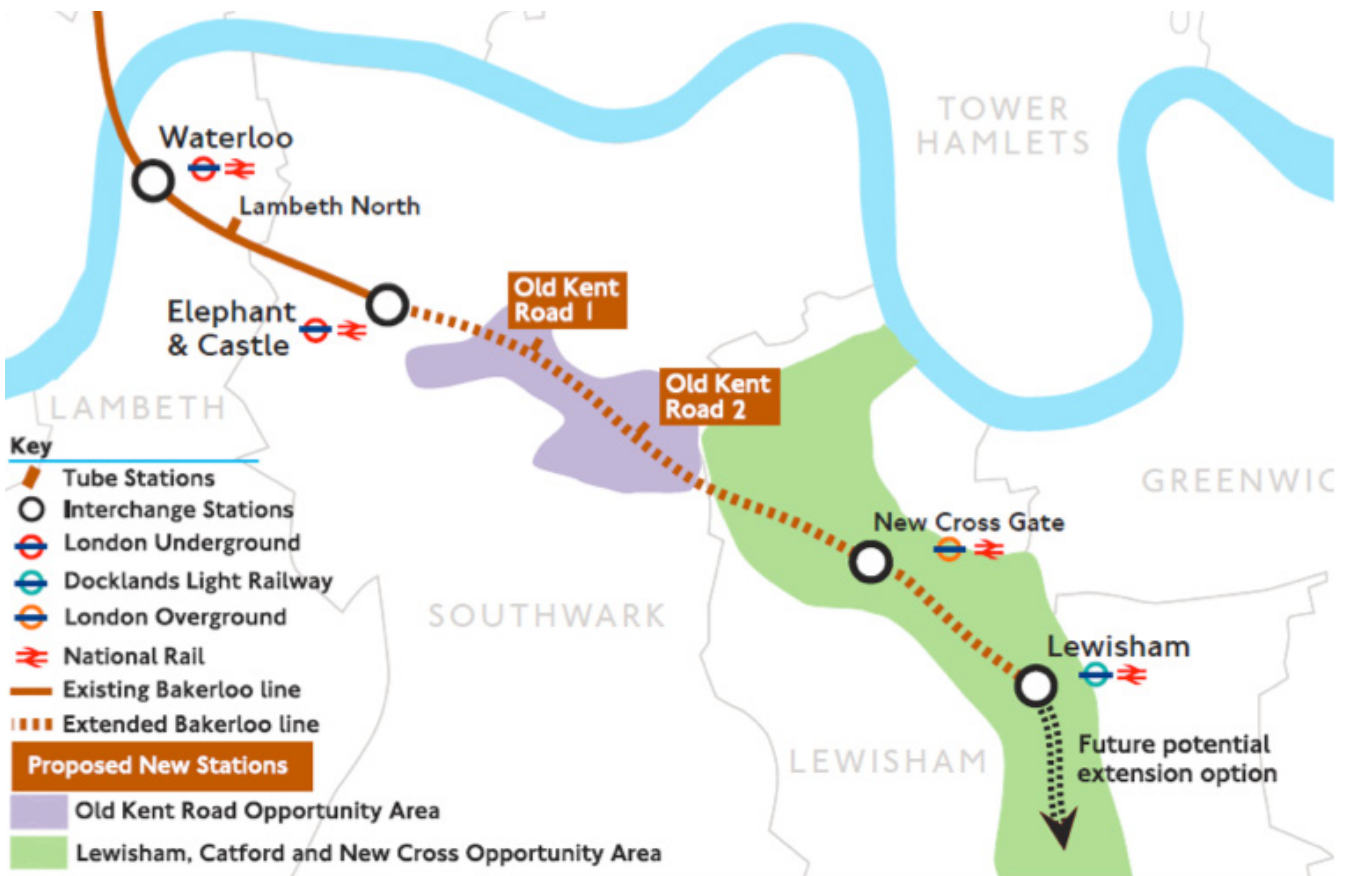 TOWER
HAMLETS
Waterloo
Lambeth North
Old Kent
Road 1
Elephant
& Castle
Old Kent
Road 2
LAMBETH
Key
Tube Stations
Interchange Stations
London Underground
Docklands Light Railway
London Overground
National Rail
Existing Bakerloo line
Extended Bakerloo line
Proposed New Stations
Old Kent Road Opportunity Area
Lewisham, Catford and New Cross Opportunity Area
GREENWIC
New Cross Gate
SOUTHWARK
Lewisham
LEWISHAM
Future potential
extension option